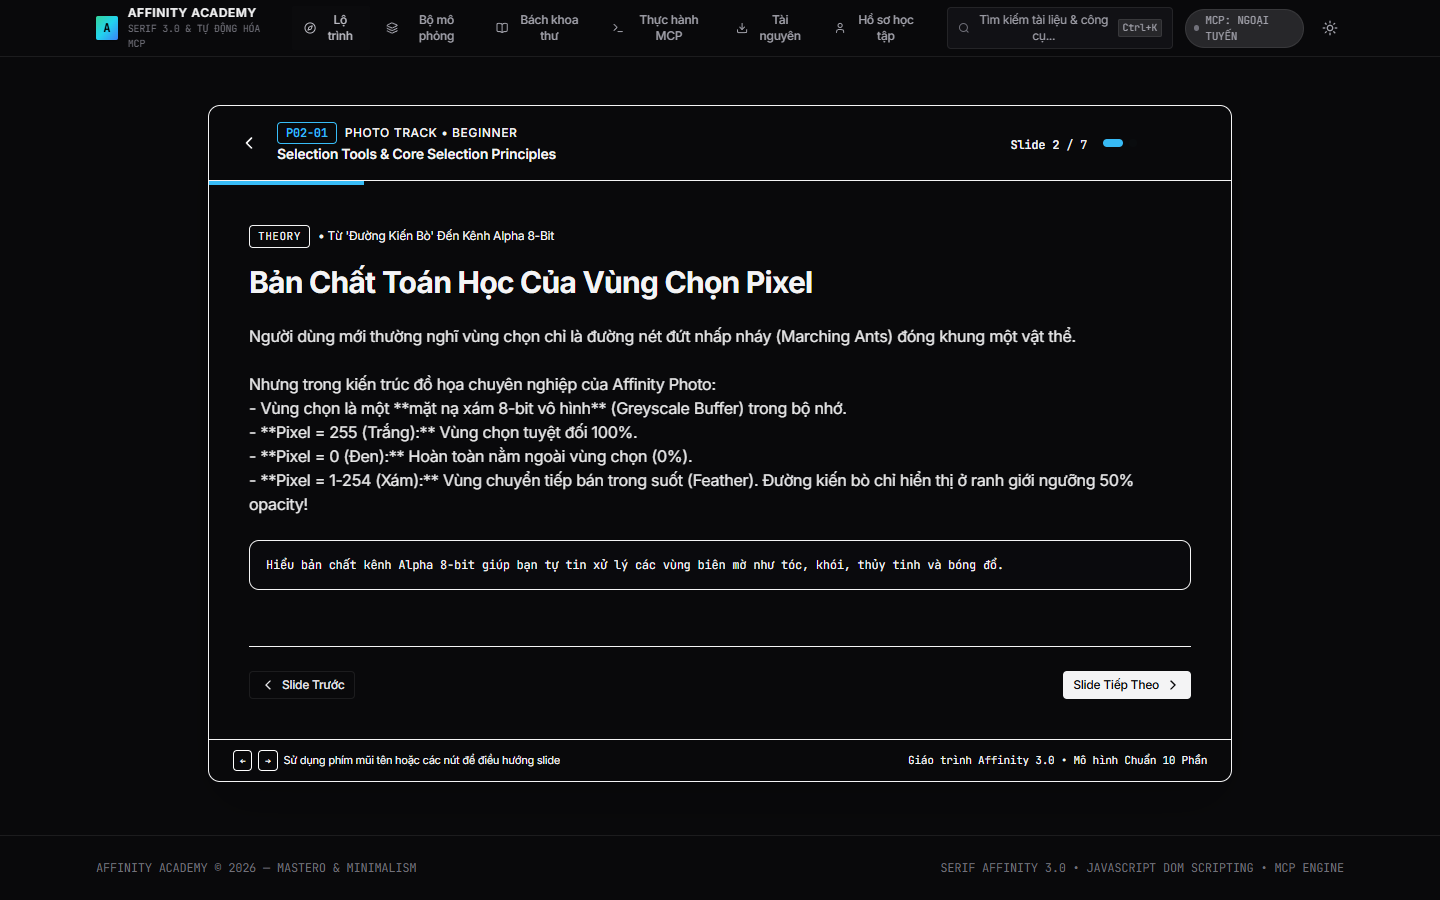 A
AFFINITY ACADEMY
SERIF 3.0 & TỰ ĐỘNG HÓA
MCP
Lộ
trình
Bộ mô
phỏng
Bách khoa
thư
Thực hành
MCP
Tài
nguyên
Hồ sơ học
tập
Tìm kiếm tài liệu & công
cụ...
Ctrl+K
MCP: NGOẠI
TUYẾN
P02-01 PHOTO TRACK • BEGINNER
Selection Tools & Core Selection Principles
Slide 2 / 7
THEORY • Từ 'Đường Kiến Bò' Đến Kênh Alpha 8-Bit
Bản Chất Toán Học Của Vùng Chọn Pixel
Người dùng mới thường nghĩ vùng chọn chỉ là đường nét đứt nhấp nháy (Marching Ants) đóng khung một vật thể.
Nhưng trong kiến trúc đồ họa chuyên nghiệp của Affinity Photo:
- Vùng chọn là một **mặt nạ xám 8-bit vô hình** (Greyscale Buffer) trong bộ nhớ.
- **Pixel = 255 (Trắng):** Vùng chọn tuyệt đối 100%.
- **Pixel = 0 (Đen):** Hoàn toàn nằm ngoài vùng chọn (0%).
- **Pixel = 1-254 (Xám):** Vùng chuyển tiếp bán trong suốt (Feather). Đường kiến bò chỉ hiển thị ở ranh giới ngưỡng 50%
opacity!
Hiểu bản chất kênh Alpha 8-bit giúp bạn tự tin xử lý các vùng biên mờ như tóc, khói, thủy tinh và bóng đổ.
Slide Trước
Slide Tiếp Theo
← → Sử dụng phím mũi tên hoặc các nút để điều hướng slide
Giáo trình Affinity 3.0 • Mô hình Chuẩn 10 Phần
AFFINITY ACADEMY © 2026 — MASTERO & MINIMALISM
SERIF AFFINITY 3.0 • JAVASCRIPT DOM SCRIPTING • MCP ENGINE